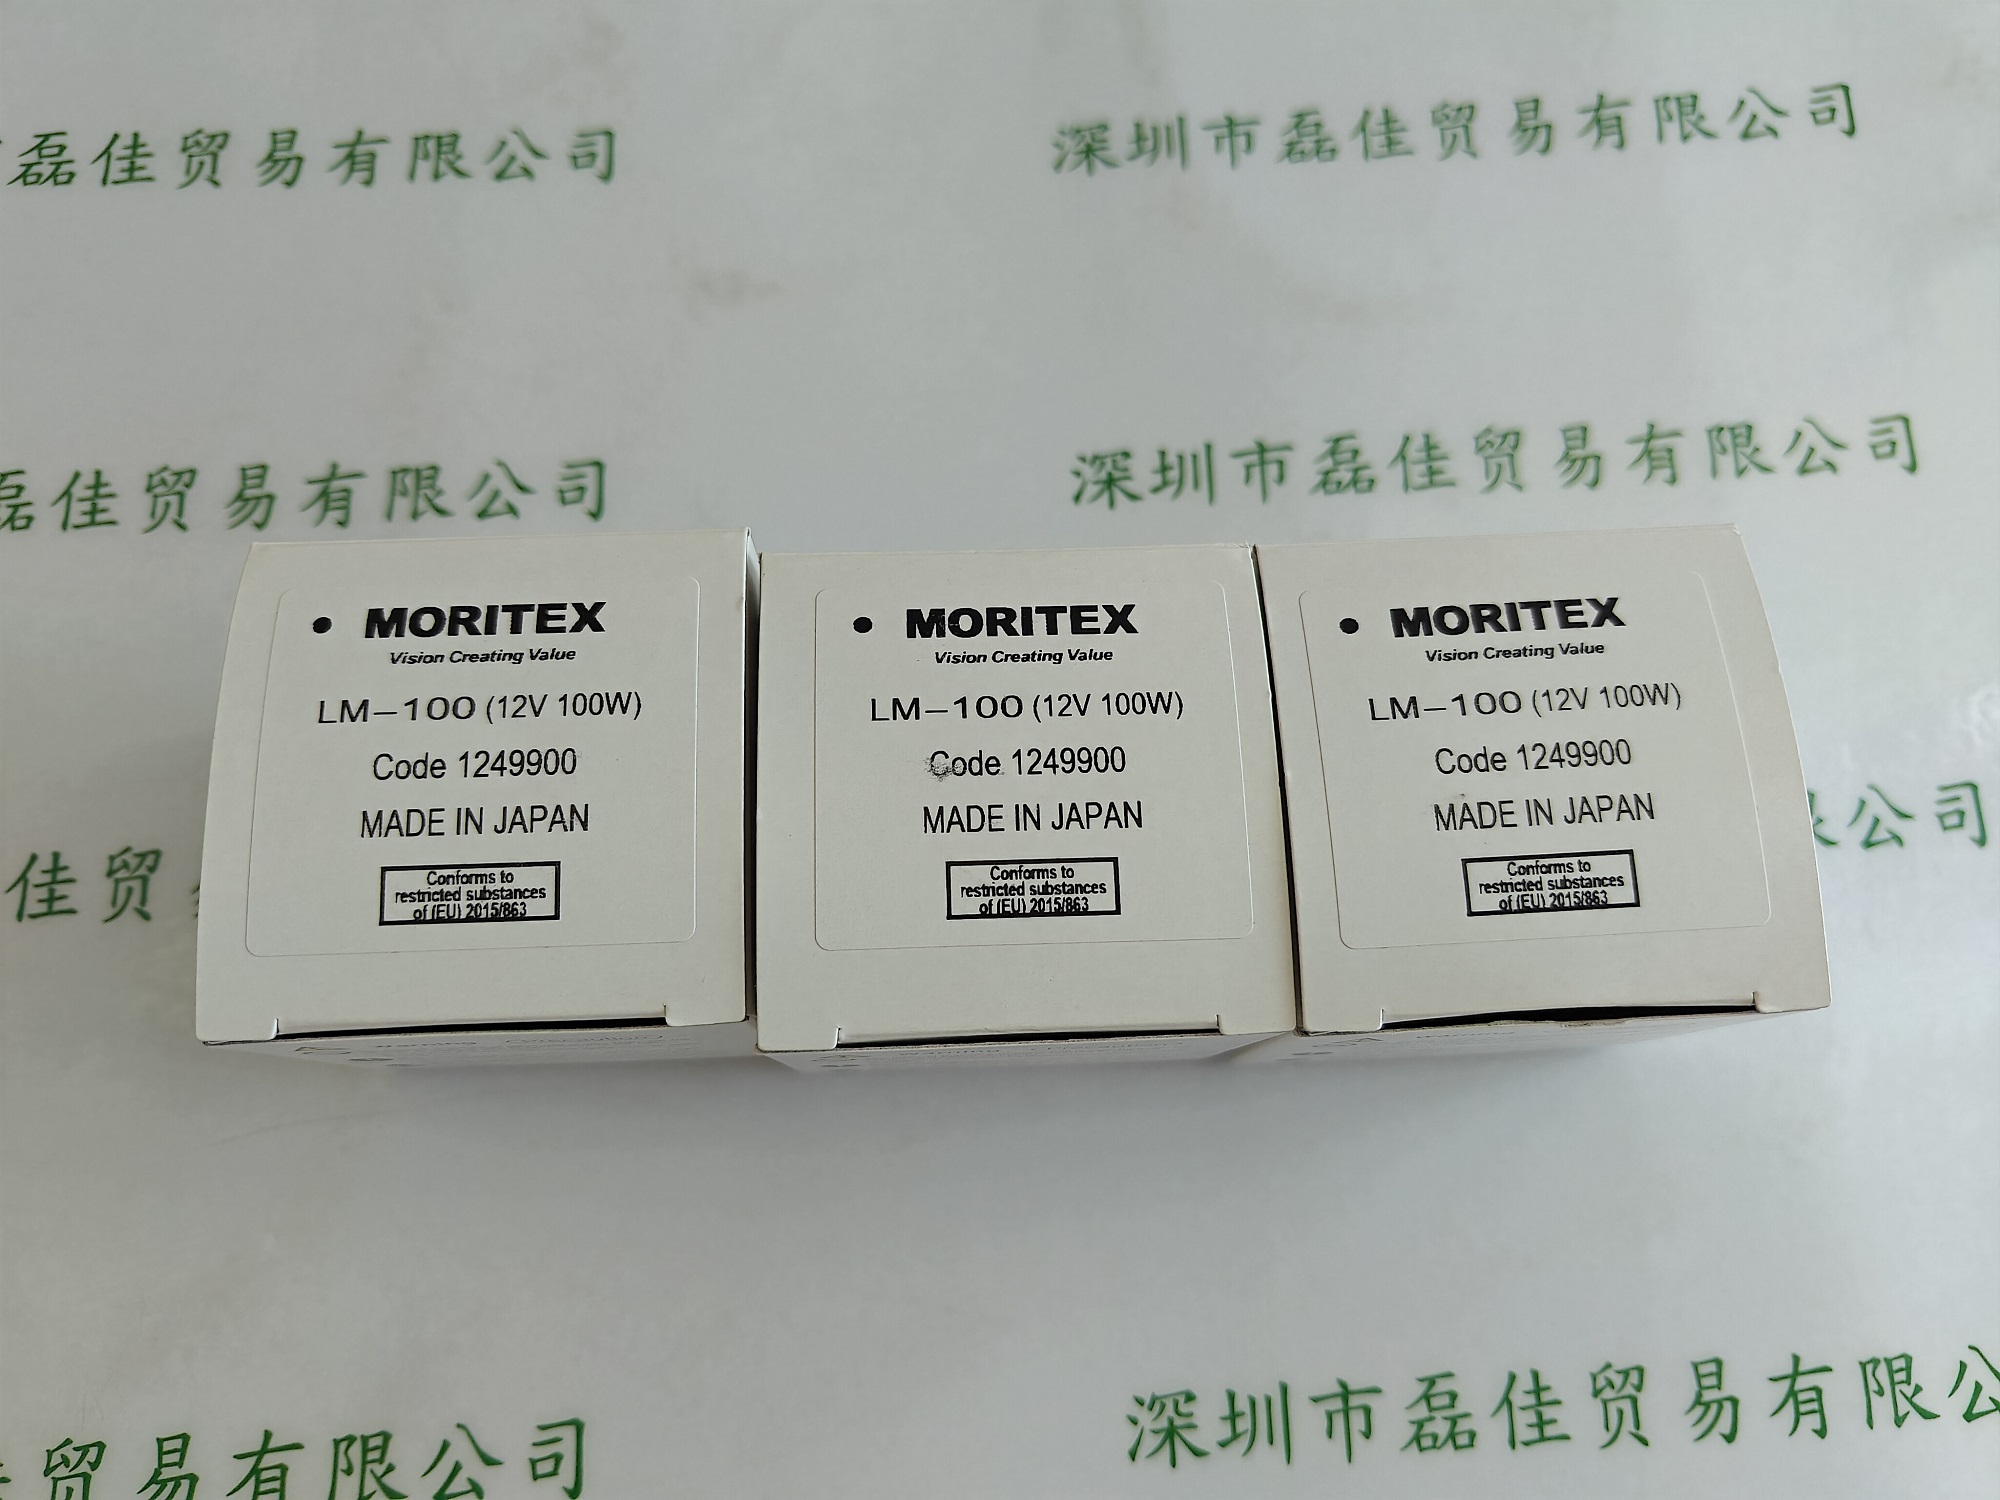 磊佳贸易有限公司
深圳市磊佳贸易有限公司
磊佳贸易有限公司
深圳市磊佳贸易有限公司
MORITEX
Vision Creating Value
LM-100 (12V 100W)
Code 1249900
MADE IN JAPAN
Conforms to
restricted substances
of (EU) 2015/863
MORITEX
Vision Creating Value
LM-100 (12V 100W)
Code 1249900
MADE IN JAPAN
Conforms to
restricted substances
of (EU) 2015/863
MORITEX
Vision Creating Value
LM-100 (12V 100W)
Code 1249900
MADE IN JAPAN
Conforms to
restricted substances
of (EU) 2015/863
佳贸
限公司
贸易有限公司
深圳市磊佳贸易有限公